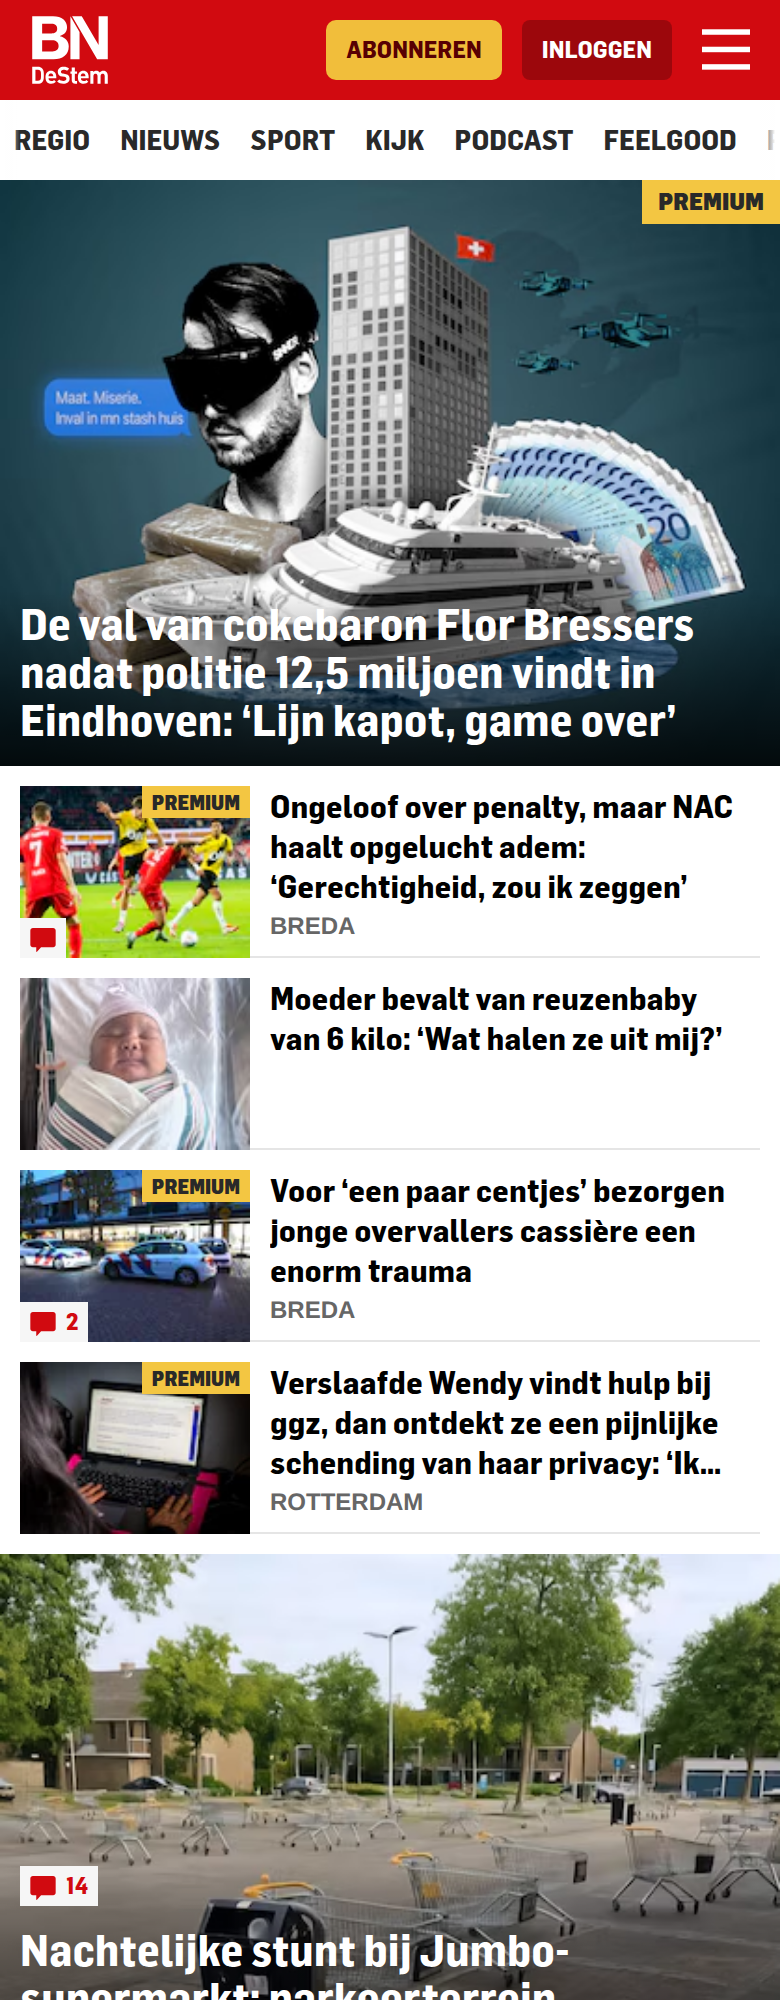 BN
DeStem
ABONNEREN
INLOGGEN
REGIO NIEUWS SPORT KIJK PODCAST FEELGOOD
PREMIUM
Maat. Miserie.
Inval in mn stash huis
20
De val van cokebaron Flor Bressers
nadat politie 12,5 miljoen vindt in
Eindhoven: ‘Lijn kapot, game over’
PREMIUM
7
Ongeloof over penalty, maar NAC
haalt opgelucht adem:
‘Gerechtigheid, zou ik zeggen’
BREDA
Moeder bevalt van reuzenbaby
van 6 kilo: ‘Wat halen ze uit mij?’
PREMIUM
2
Voor ‘een paar centjes’ bezorgen
jonge overvallers cassière een
enorm trauma
BREDA
PREMIUM
Verslaafde Wendy vindt hulp bij
ggz, dan ontdekt ze een pijnlijke
schending van haar privacy: ‘Ik...
ROTTERDAM
14
Nachtelijke stunt bij Jumbo-
supermarkt: parkeerterrein